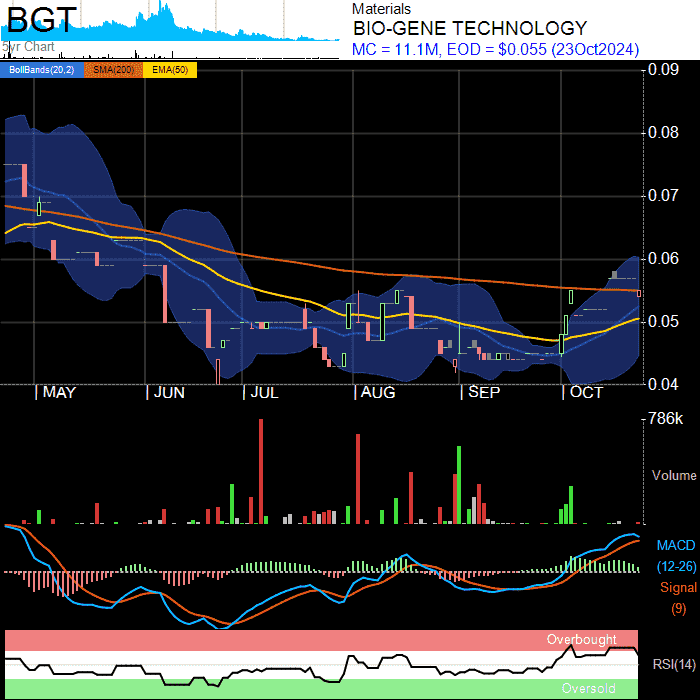 BGT
5yr Chart
Materials
BIO-GENE TECHNOLOGY
MC = 11.1M, EOD = $0.055 (23Oct2024)
BollBands(20,2) SMA(200) EMA(50)
0.09
0.08
0.07
0.06
0.05
0.04
| MAY | JUN | JUL | AUG | SEP | OCT
786k
Volume
MACD
(12-26)
Signal
(9)
Overbought
RSI(14)
Oversold